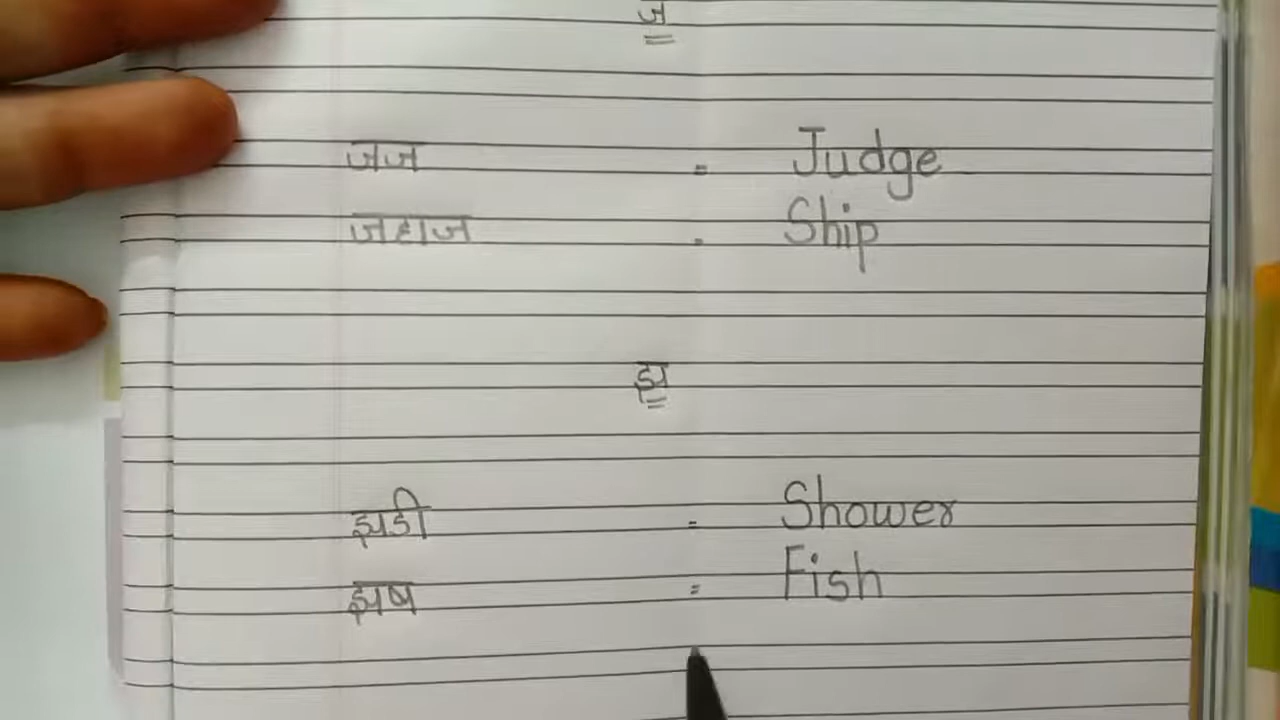 ज
जज = Judge
जहाज = Ship
झ
झडी = Shower
झष = Fish